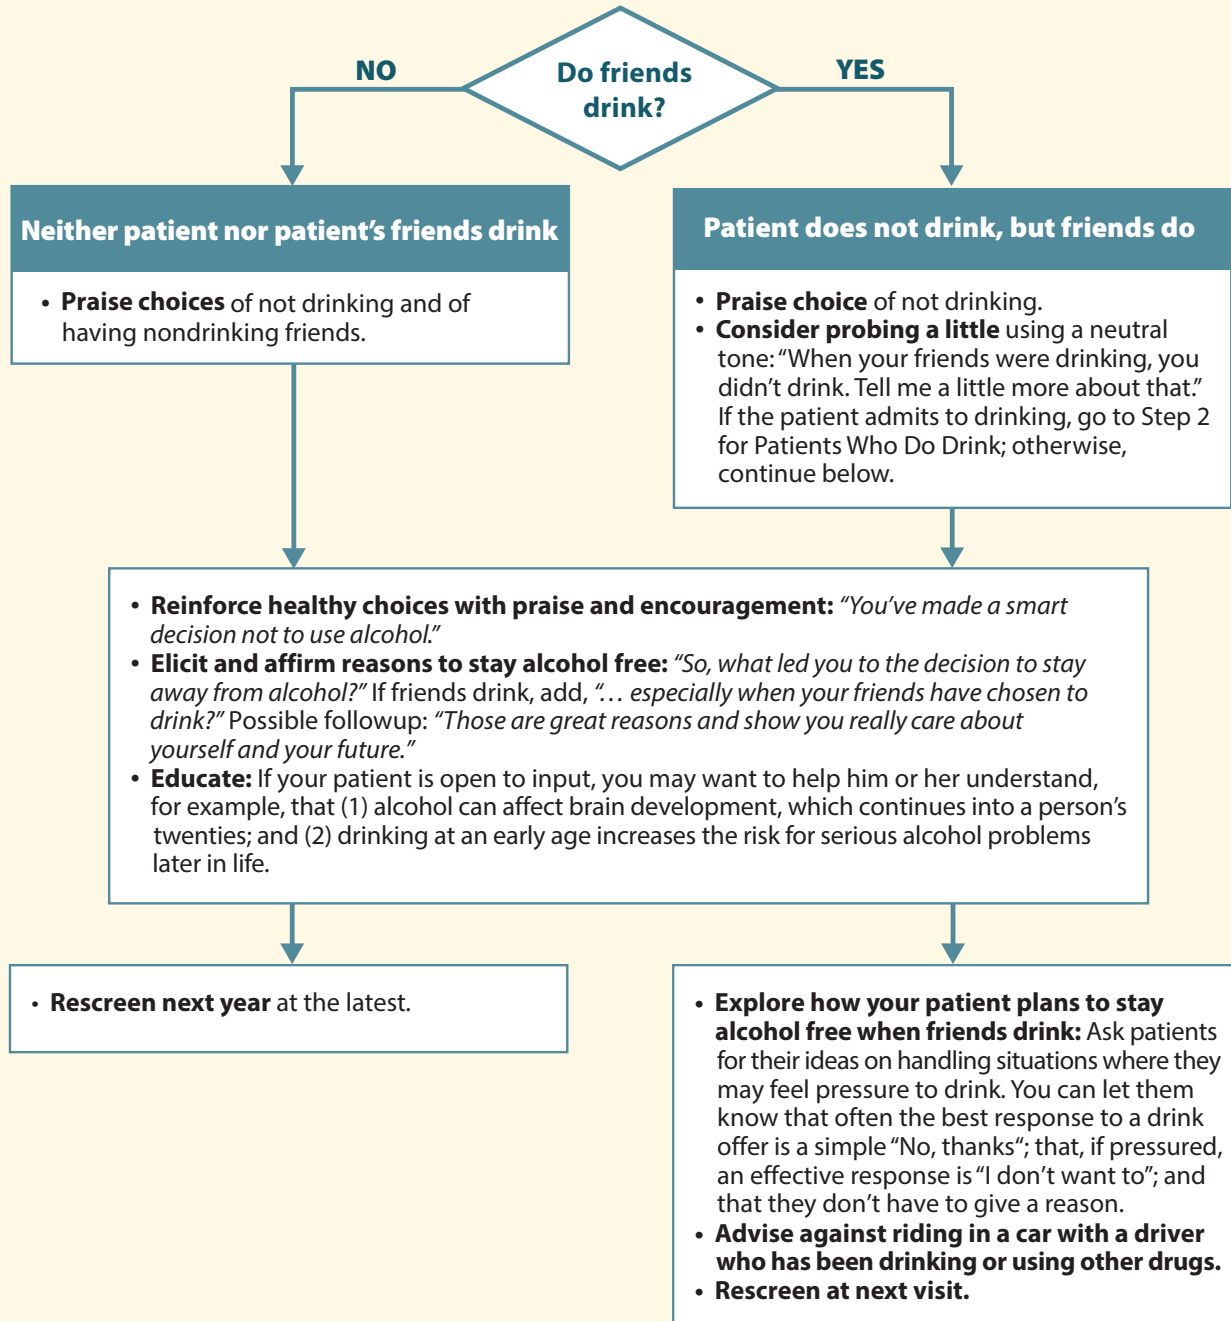 Do friends
drink?
NO
YES
Neither patient nor patient’s friends drink
• Praise choices of not drinking and of
having nondrinking friends.
Patient does not drink, but friends do
• Praise choice of not drinking.
• Consider probing a little using a neutral
tone: “When your friends were drinking, you
didn’t drink. Tell me a little more about that.”
If the patient admits to drinking, go to Step 2
for Patients Who Do Drink; otherwise,
continue below.
• Reinforce healthy choices with praise and encouragement: “You’ve made a smart
decision not to use alcohol.”
• Elicit and affirm reasons to stay alcohol free: “So, what led you to the decision to stay
away from alcohol?” If friends drink, add, “… especially when your friends have chosen to
drink?” Possible followup: “Those are great reasons and show you really care about
yourself and your future.”
• Educate: If your patient is open to input, you may want to help him or her understand,
for example, that (1) alcohol can affect brain development, which continues into a person’s
twenties; and (2) drinking at an early age increases the risk for serious alcohol problems
later in life.
• Rescreen next year at the latest.
• Explore how your patient plans to stay
alcohol free when friends drink: Ask patients
for their ideas on handling situations where they
may feel pressure to drink. You can let them
know that often the best response to a drink
offer is a simple “No, thanks“; that, if pressured,
an effective response is “I don’t want to”; and
that they don’t have to give a reason.
• Advise against riding in a car with a driver
who has been drinking or using other drugs.
• Rescreen at next visit.